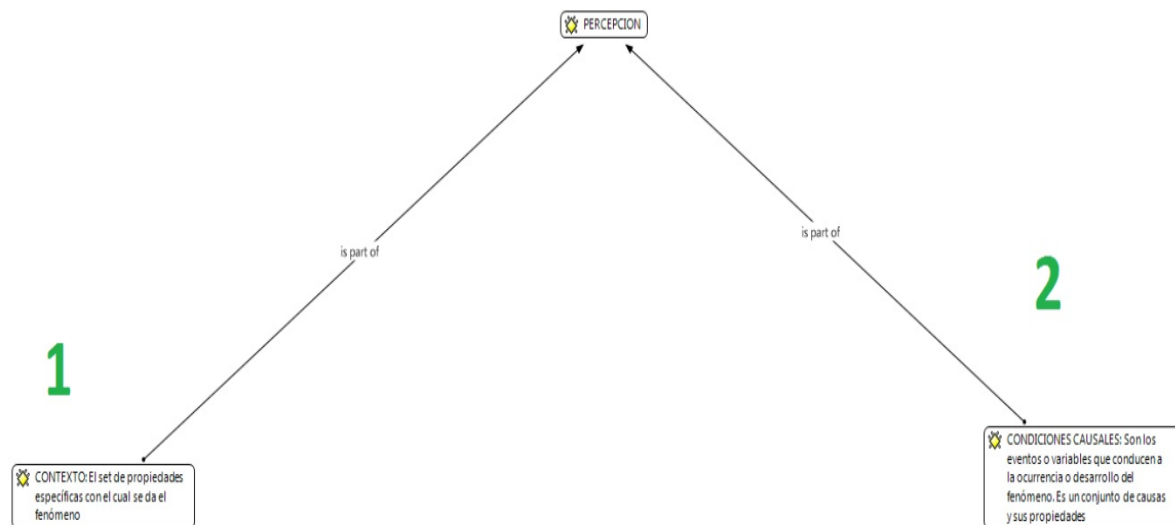 PERCEPCION
is part of
is part of
2
1
CONTEXTO: El set de propiedades
específicas con el cual se da el
fenómeno
CONDICIONES CAUSALES: Son los
eventos o variables que conducen a
la ocurrencia o desarrollo del
fenómeno. Es un conjunto de causas
y sus propiedades